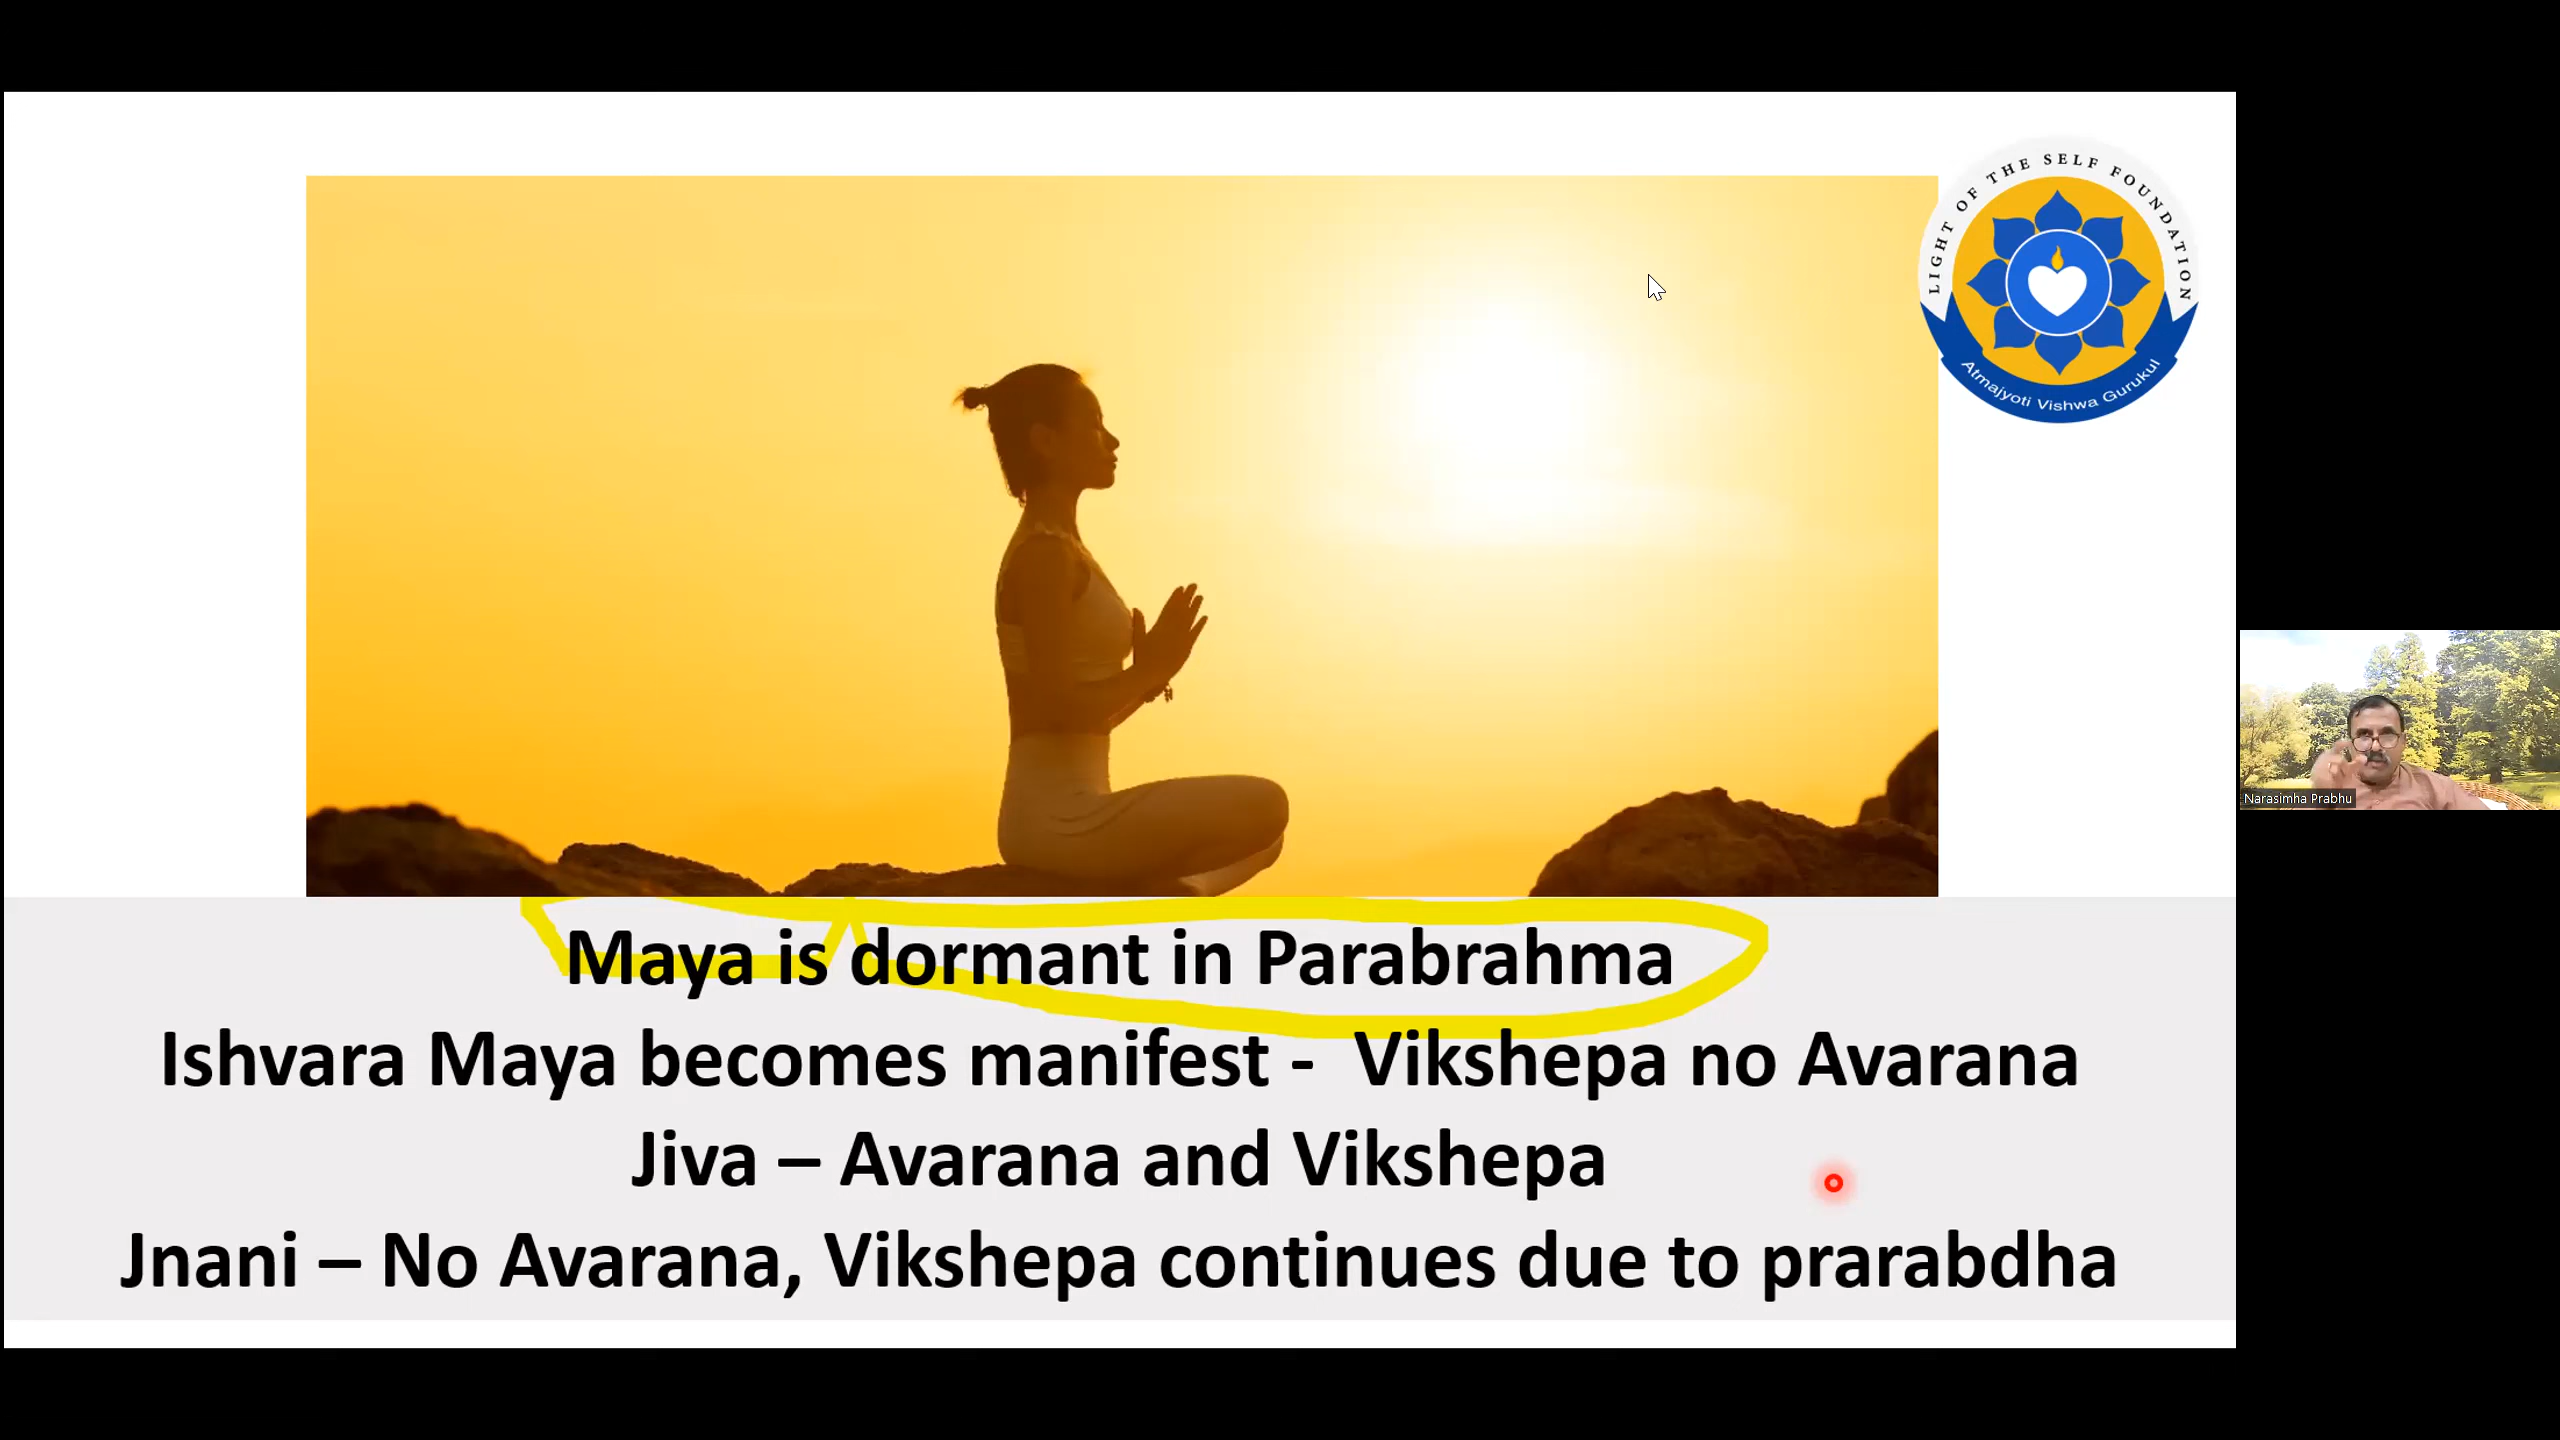 LIGHT OF THE SELF FOUNDATION
Atmajyoti Vishwa Gurukul
Narasimha Prabhu
Maya is dormant in Parabrahma
Ishvara Maya becomes manifest -  Vikshepa no Avarana
Jiva – Avarana and Vikshepa
Jnani – No Avarana, Vikshepa continues due to prarabdha